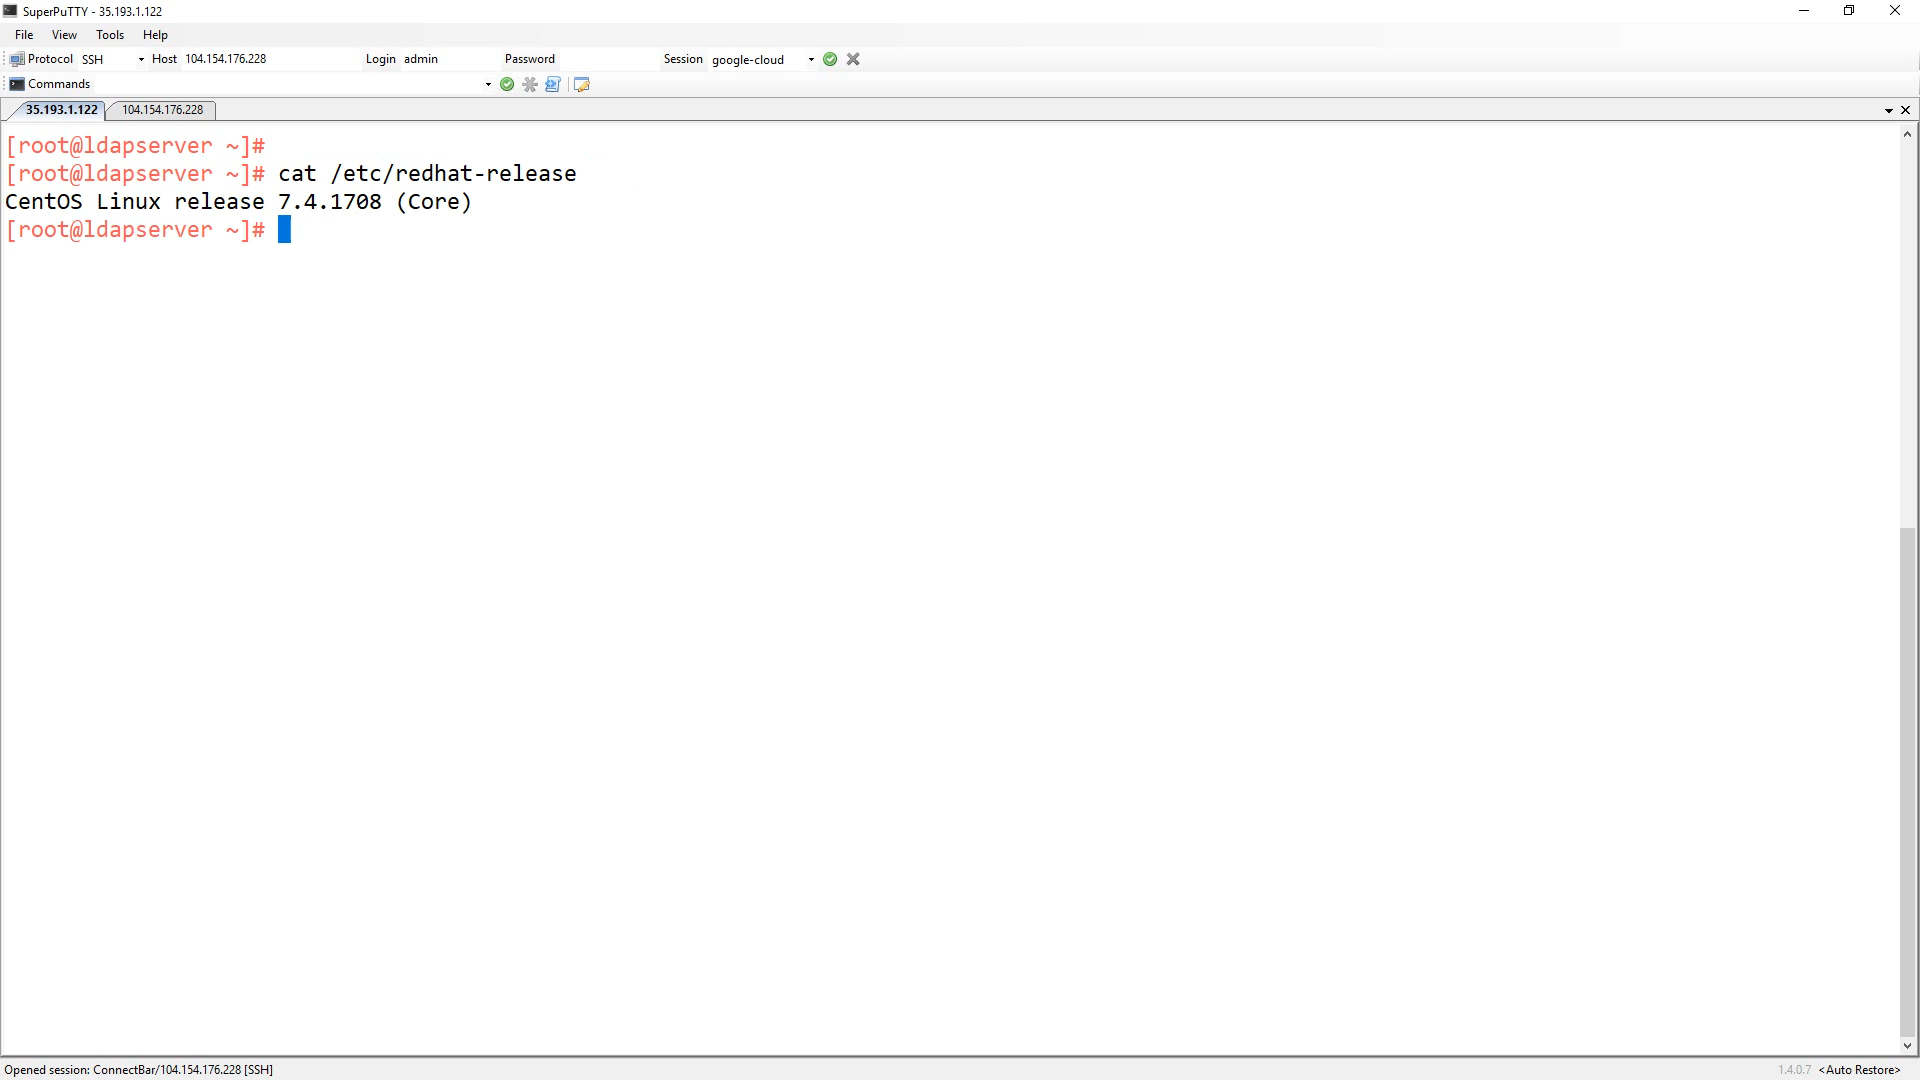 SuperPuTTY - 35.193.1.122
File View Tools Help
Protocol SSH Host 104.154.176.228 Login admin Password Session google-cloud
Commands
35.193.1.122 104.154.176.228
[root@ldapserver ~]#
[root@ldapserver ~]# cat /etc/redhat-release
CentOS Linux release 7.4.1708 (Core)
[root@ldapserver ~]#
Opened session: ConnectBar/104.154.176.228 [SSH] 1.4.0.7 <Auto Restore>